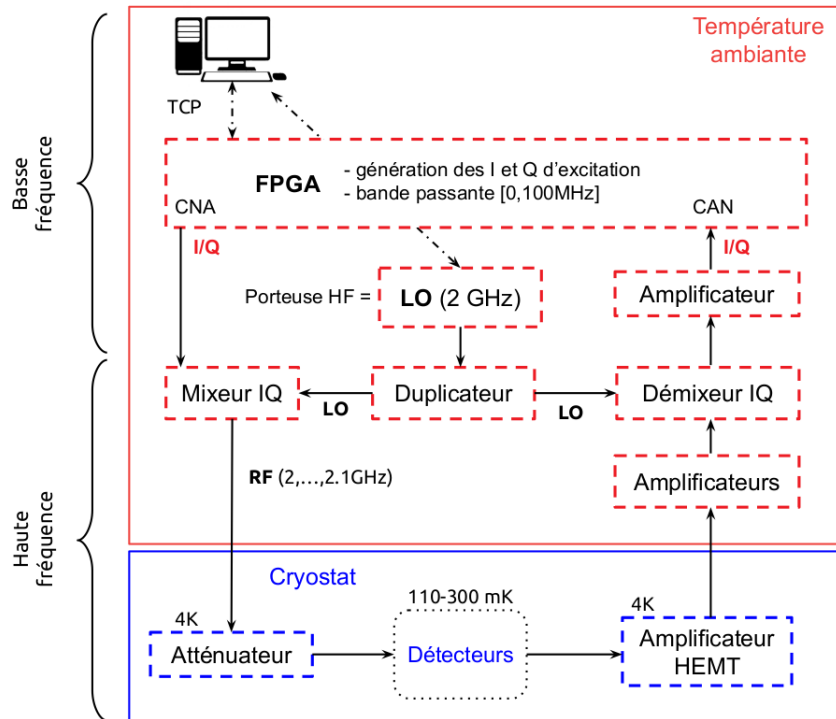 Température
ambiante
TCP
Basse
fréquence
FPGA
- génération des I et Q d'excitation
- bande passante [0,100MHz]
CNA
CAN
I/Q
I/Q
Porteuse HF =
LO (2 GHz)
Amplificateur
Mixeur IQ
LO
Duplicateur
LO
Démixeur IQ
RF (2,...,2.1GHz)
Amplificateurs
Haute
fréquence
Cryostat
4K
Atténuateur
110-300 mK
Détecteurs
4K
Amplificateur
HEMT